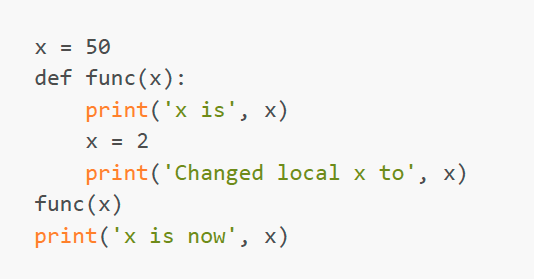 x = 50
def func(x):
    print('x is', x)
    x = 2
    print('Changed local x to', x)
func(x)
print('x is now', x)